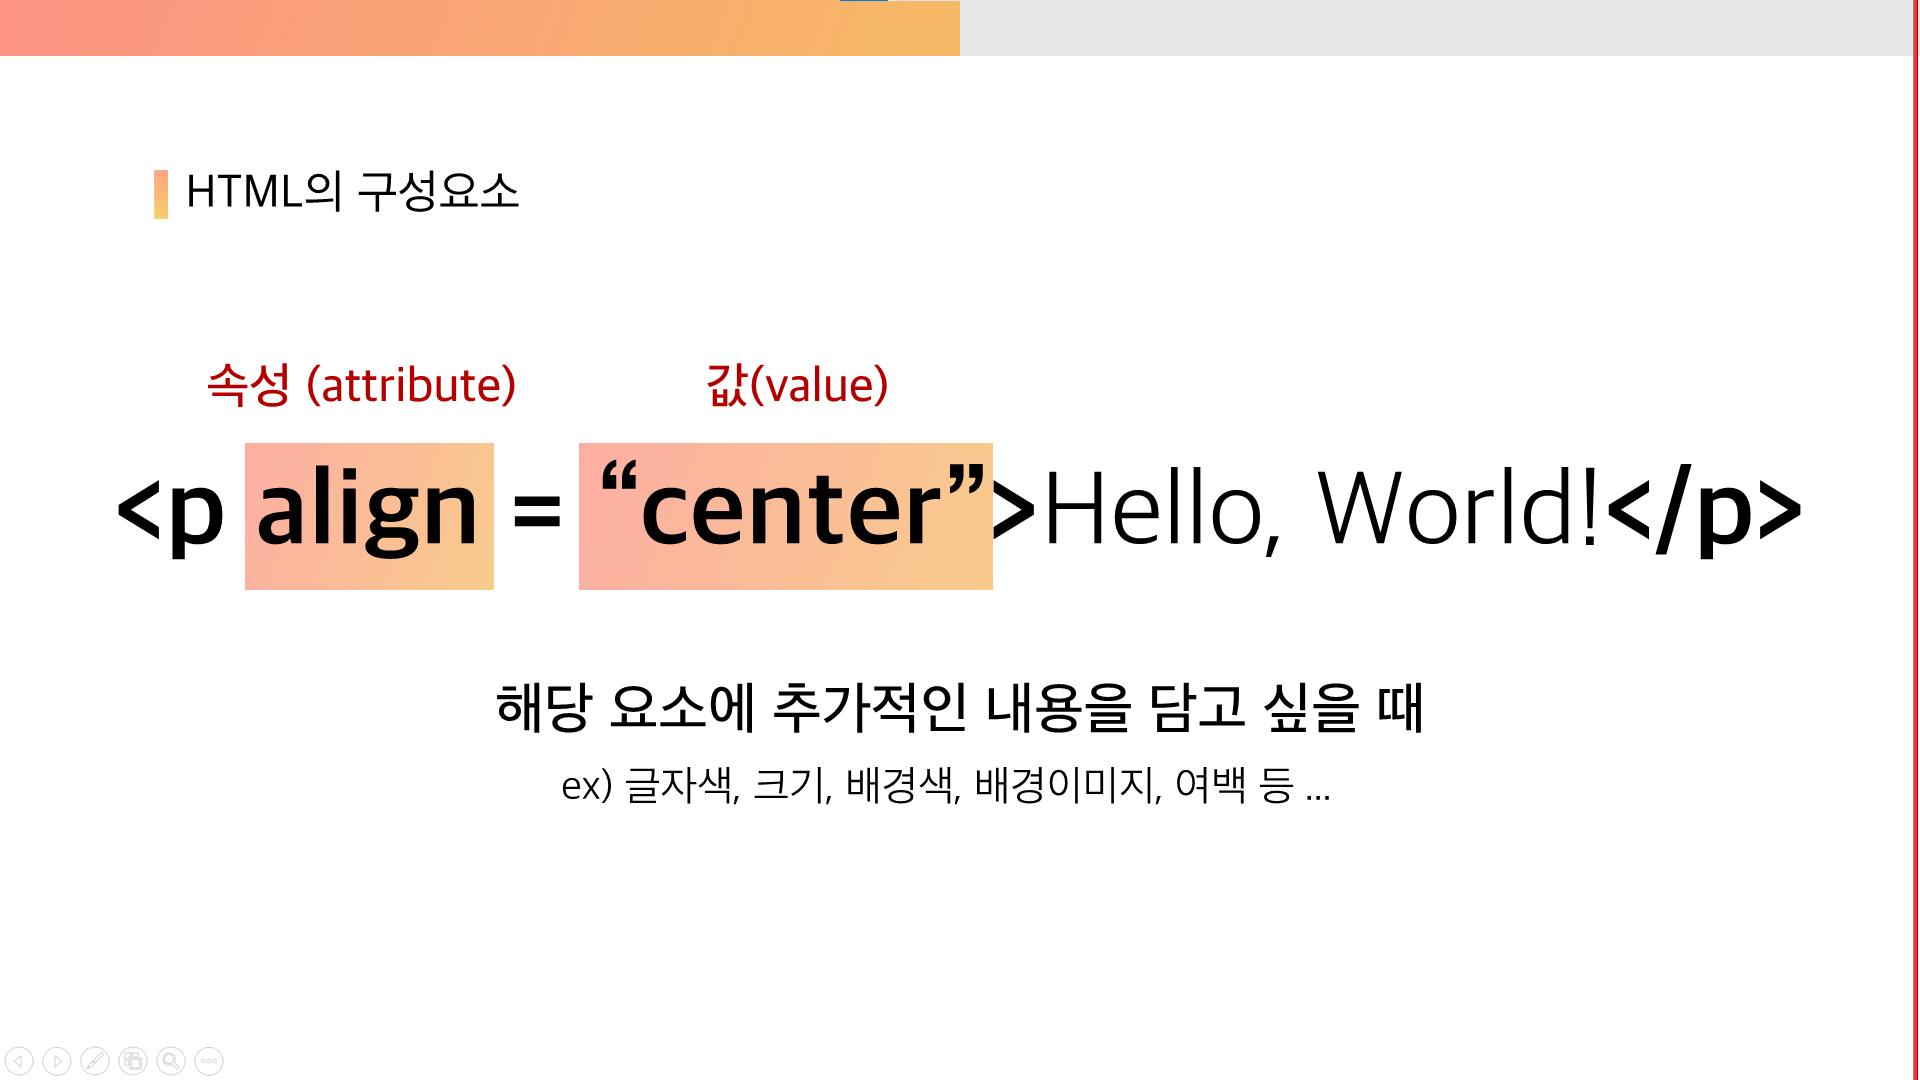 HTML의 구성요소
속성 (attribute) 값(value)
<p align = “center”>Hello, World!</p>
해당 요소에 추가적인 내용을 담고 싶을 때
ex) 글자색, 크기, 배경색, 배경이미지, 여백 등 ...